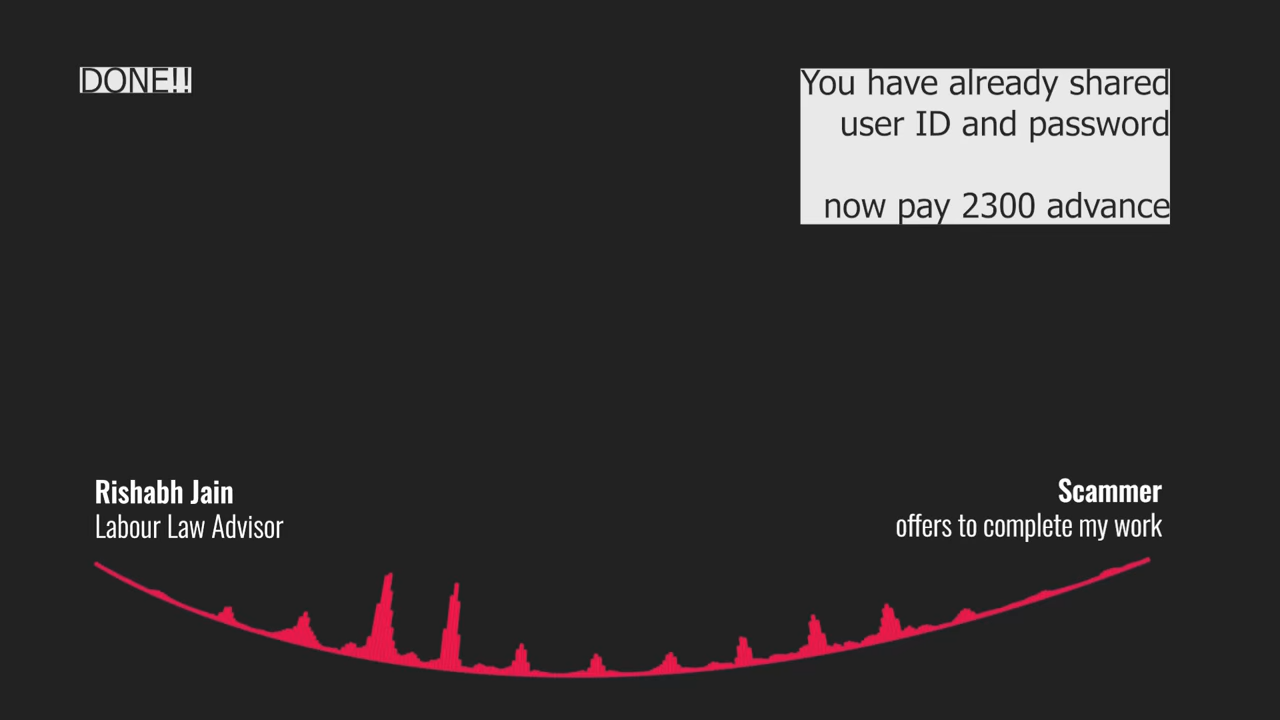 DONE!!
You have already shared
user ID and password
now pay 2300 advance
Rishabh Jain
Labour Law Advisor
Scammer
offers to complete my work